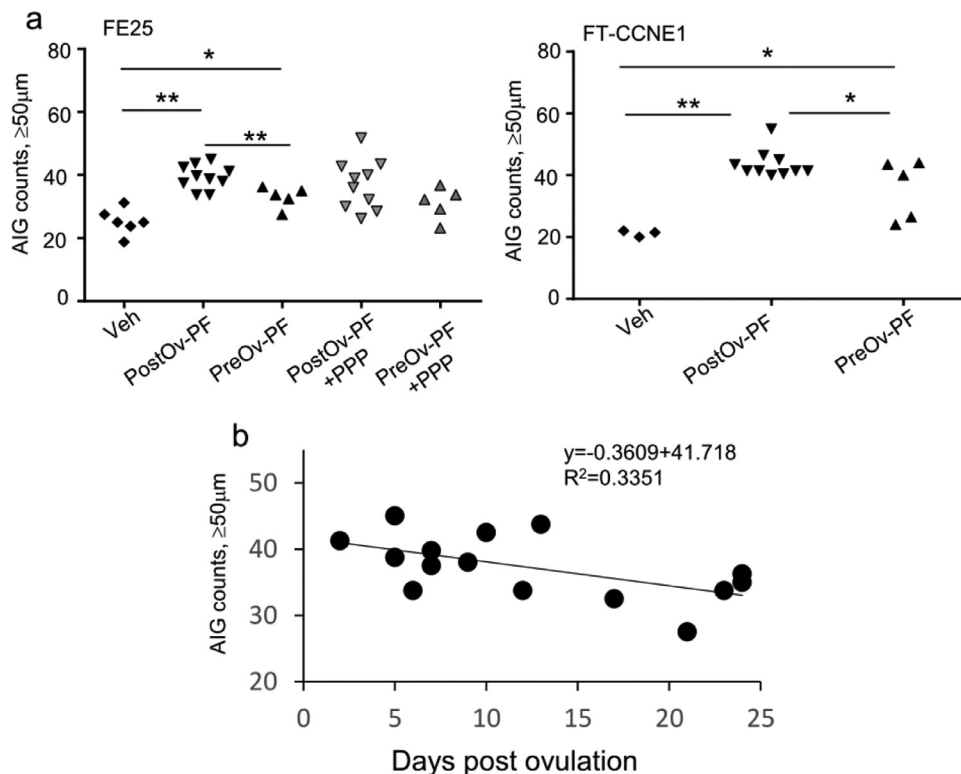 a
FE25
AIG counts, ≥50μm
80
60
40
20
0
*
**
**
Veh
PostOv-PF
PreOv-PF
PostOv-PF
+PPP
PreOv-PF
+PPP
FT-CCNE1
AIG counts, ≥50μm
80
60
40
20
0
*
**
*
Veh
PostOv-PF
PreOv-PF
b
y=-0.3609+41.718
R²=0.3351
AIG counts, ≥50μm
50
40
30
20
0 5 10 15 20 25
Days post ovulation